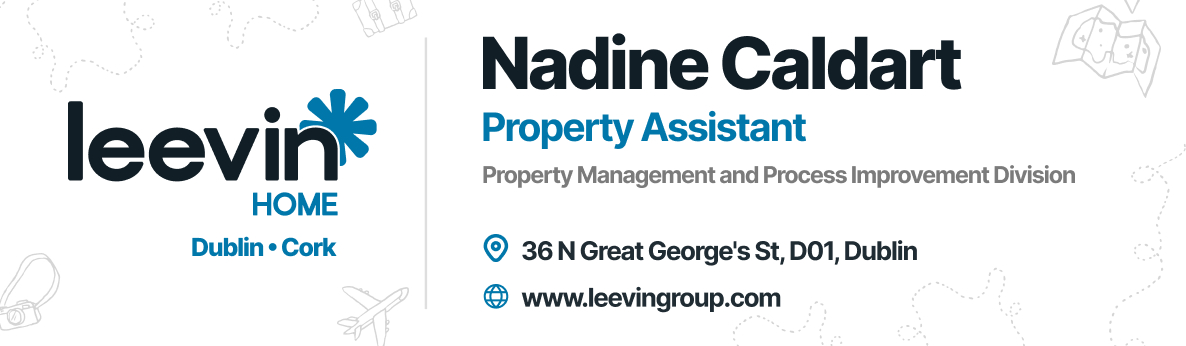 leevin
HOME
Dublin • Cork
Nadine Caldart
Property Assistant
Property Management and Process Improvement Division
36 N Great George's St, D01, Dublin
www.leevingroup.com